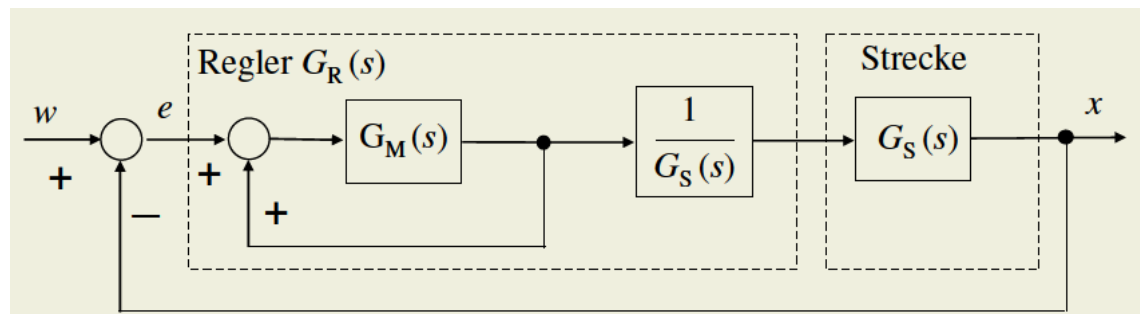 Regler G_R(s)
Strecke
w
e
G_M(s)
1
G_S(s)
G_S(s)
x
+
+
+
−